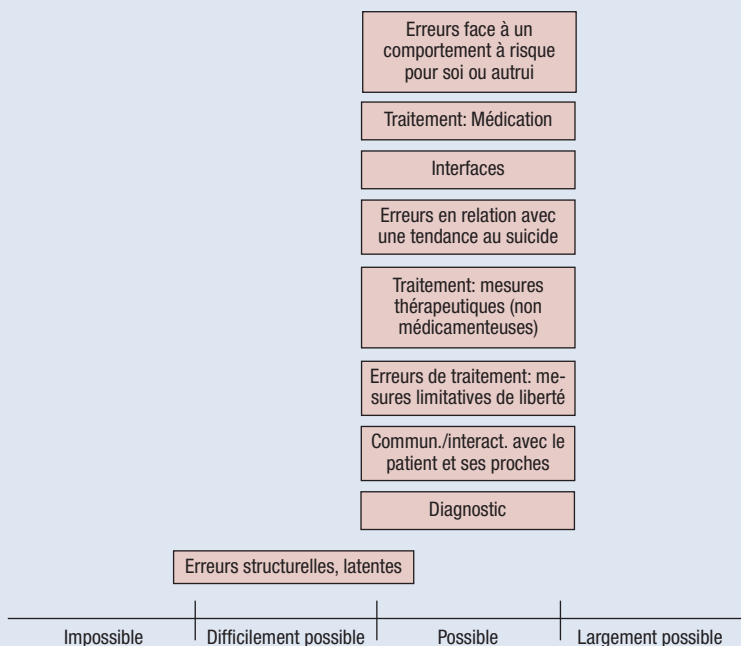 Erreurs face à un
comportement à risque
pour soi ou autrui
Traitement: Médication
Interfaces
Erreurs en relation avec
une tendance au suicide
Traitement: mesures
thérapeutiques (non
médicamenteuses)
Erreurs de traitement: me-
sures limitatives de liberté
Commun./interact. avec le
patient et ses proches
Diagnostic
Erreurs structurelles, latentes
Impossible Difficilement possible Possible Largement possible